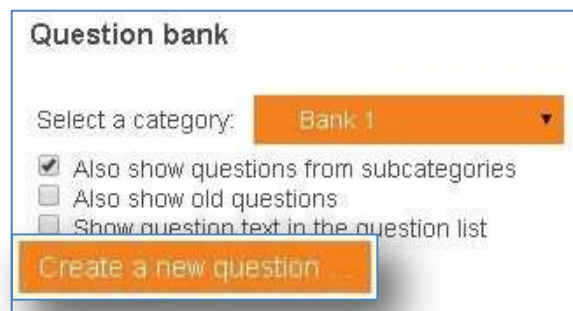 Question bank
Select a category: Bank 1
Also show questions from subcategories
Also show old questions
Show question text in the question list
Create a new question ...